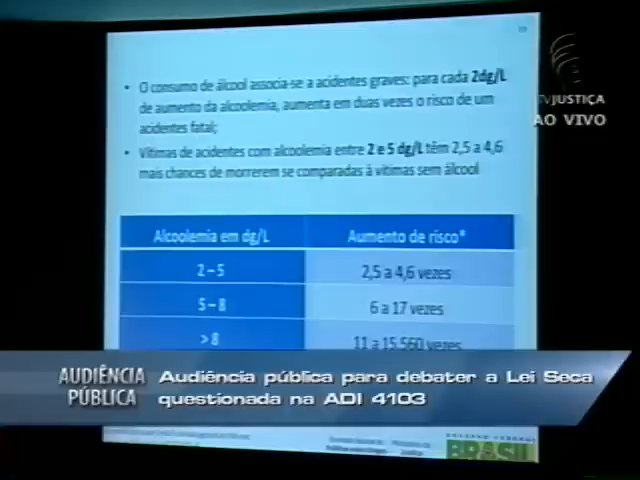 • O consumo de álcool associa-se a acidentes graves: para cada 2dg/L
de aumento da alcoolemia, aumenta em duas vezes o risco de um
acidentes fatal;
• Vítimas de acidentes com alcoolemia entre 2 e 5 dg/L têm 2,5 a 4,6
mais chances de morrerem se comparadas à vítimas sem álcool
TV JUSTIÇA
AO VIVO
Alcoolemia em dg/L Aumento de risco*
2 – 5 2,5 a 4,6 vezes
5 – 8 6 a 17 vezes
> 8 11 a 15.560 vezes
AUDIÊNCIA
PÚBLICA
Audiência pública para debater a Lei Seca
questionada na ADI 4103
BRASIL